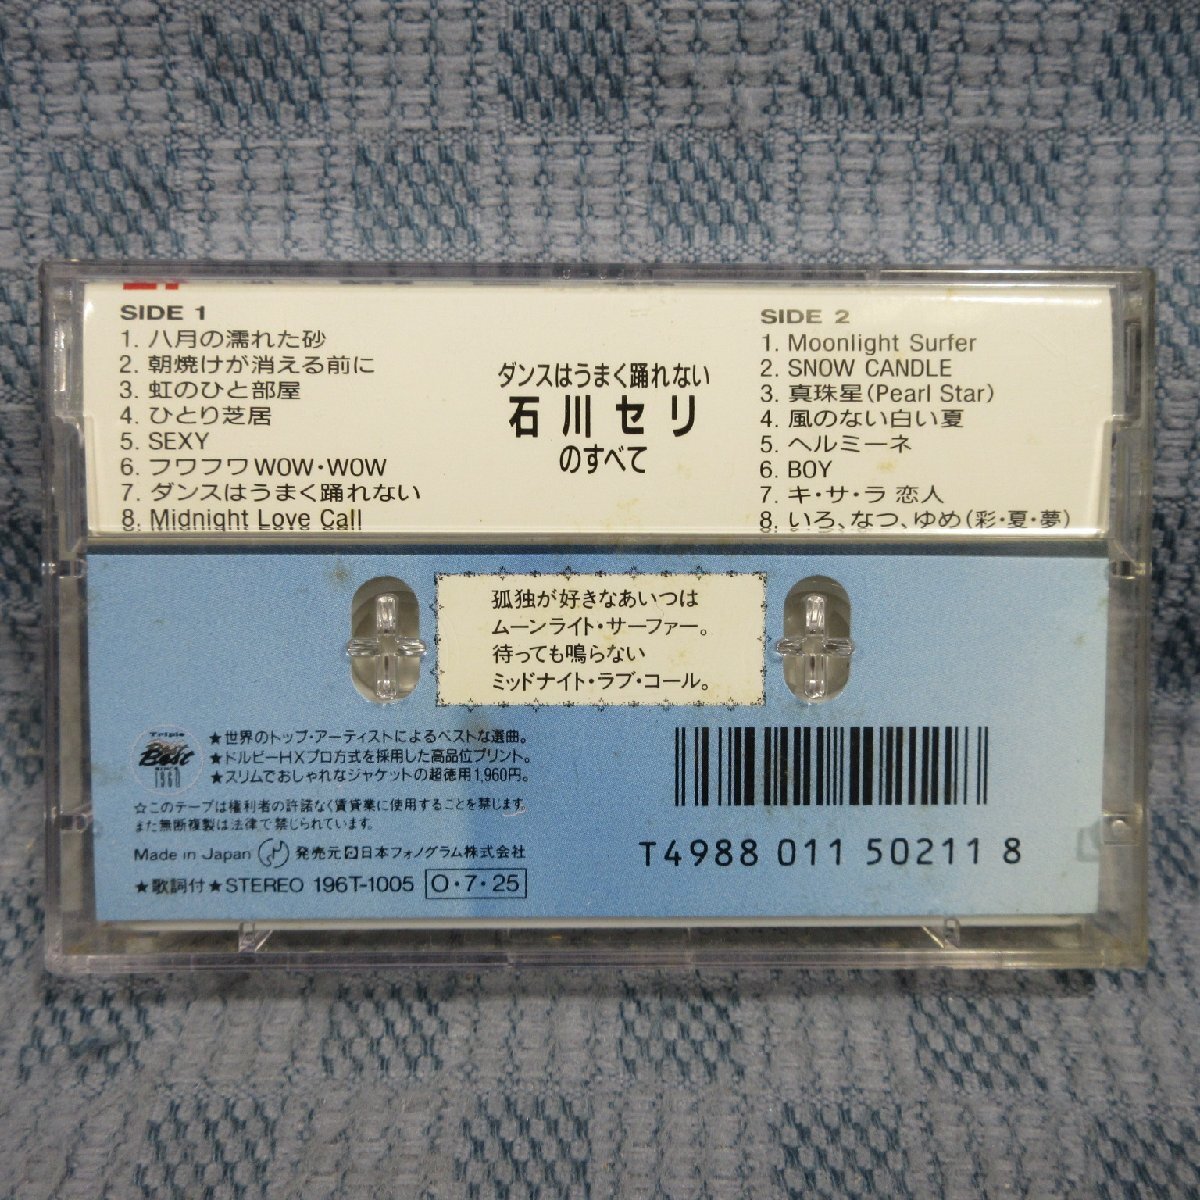 SIDE 1
1. 八月の濡れた砂
2. 朝焼けが消える前に
3. 虹のひと部屋
4. ひとり芝居
5. SEXY
6. フワフワWOW・WOW
7. ダンスはうまく踊れない
8. Midnight Love Call
ダンスはうまく踊れない
石川セリ
のすべて
SIDE 2
1. Moonlight Surfer
2. SNOW CANDLE
3. 真珠星(Pearl Star)
4. 風のない白い夏
5. ヘルミーネ
6. BOY
7. キ・サ・ラ 恋人
8. いろ、なつ、ゆめ(彩・夏・夢)
孤独が好きなあいつは
ムーンライト・サーファー。
待っても鳴らない
ミッドナイト・ラブ・コール。
Triple
Best
1960
★世界のトップ・アーティストによるベストな選曲。
★ドルビーHXプロ方式を採用した高品位プリント。
★スリムでおしゃれなジャケットの超徳用1,960円。
☆このテープは権利者の許諾なく賃貸業に使用することを禁じます。
また無断複製は法律で禁じられています。
Made in Japan 発売元 日本フォノグラム株式会社
★歌詞付★STEREO 196T-1005 O・7・25
T4988 011 50211 8